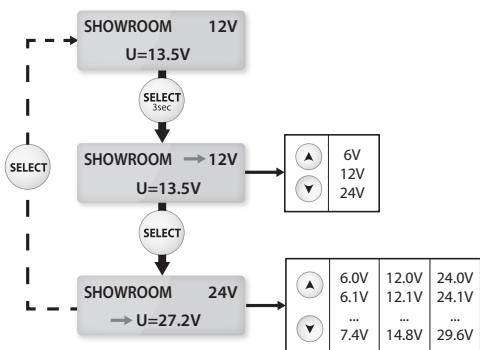 SHOWROOM 12V
U=13.5V
SELECT
3sec
SHOWROOM → 12V
U=13.5V
6V
12V
24V
SELECT
SELECT
SHOWROOM 24V
→ U=27.2V
6.0V 12.0V 24.0V
6.1V 12.1V 24.1V
... ... ...
7.4V 14.8V 29.6V